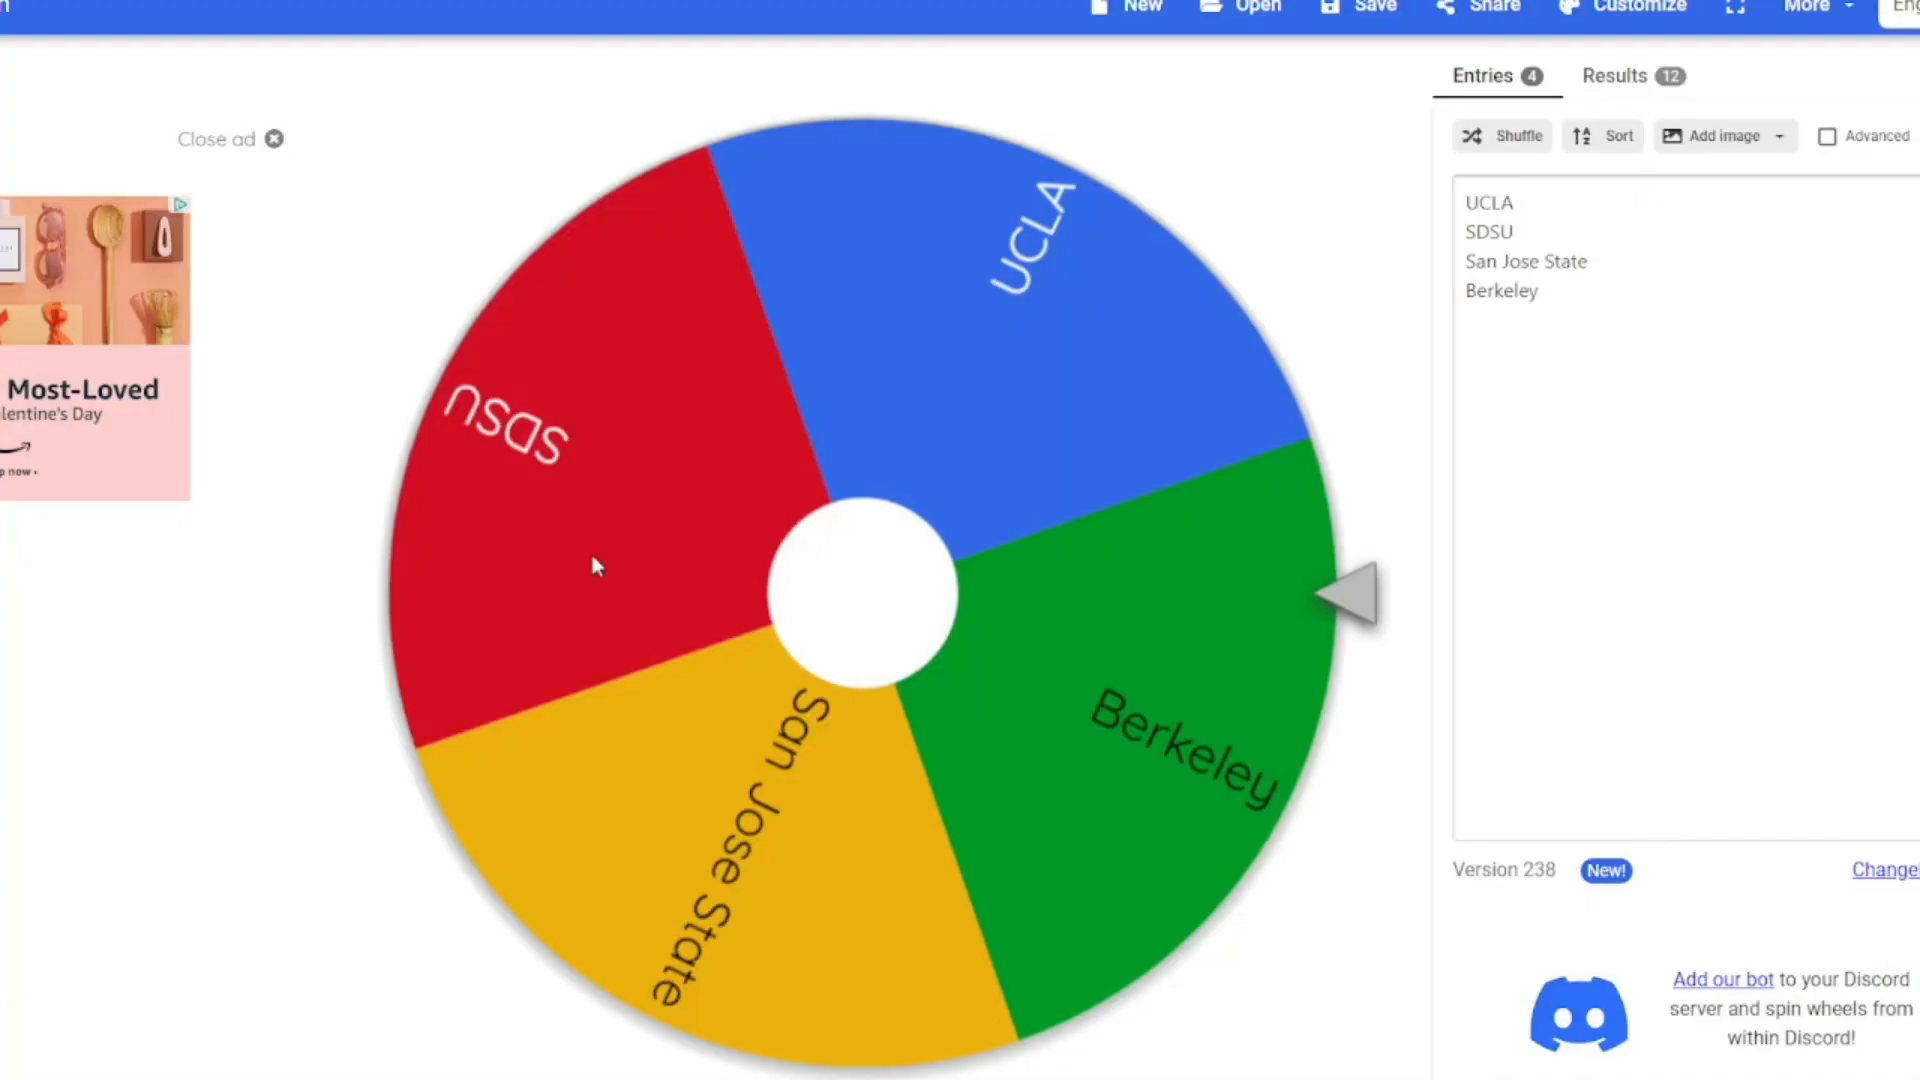 New Open Save Share Customize More
Entries 4 Results 12
Close ad
Shuffle Sort Add image Advanced
UCLA
SDSU
San Jose State
Berkeley
UCLA
SDSU
Berkeley
San Jose State
Most-Loved
lentine's Day
p now
Version 238 New!
Change
Add our bot to your Discord
server and spin wheels from
within Discord!